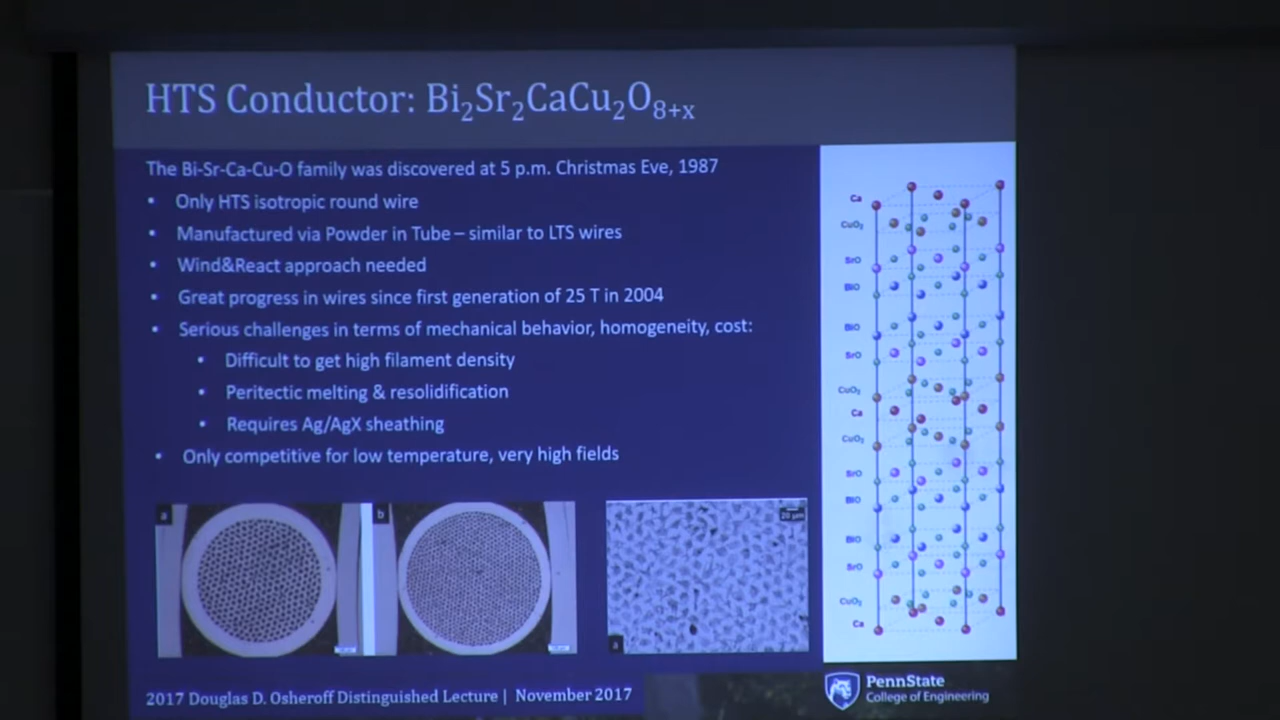 HTS Conductor: Bi₂Sr₂CaCu₂O₈₊ₓ
The Bi-Sr-Ca-Cu-O family was discovered at 5 p.m. Christmas Eve, 1987
• Only HTS isotropic round wire
• Manufactured via Powder in Tube – similar to LTS wires
• Wind&React approach needed
• Great progress in wires since first generation of 25 T in 2004
• Serious challenges in terms of mechanical behavior, homogeneity, cost:
• Difficult to get high filament density
• Peritectic melting & resolidification
• Requires Ag/AgX sheathing
• Only competitive for low temperature, very high fields
a
b
20 µm
a
Ca
CuO₂
SrO
BiO
BiO
SrO
CuO₂
Ca
CuO₂
SrO
BiO
BiO
SrO
CuO₂
Ca
2017 Douglas D. Osheroff Distinguished Lecture | November 2017
PennState
College of Engineering